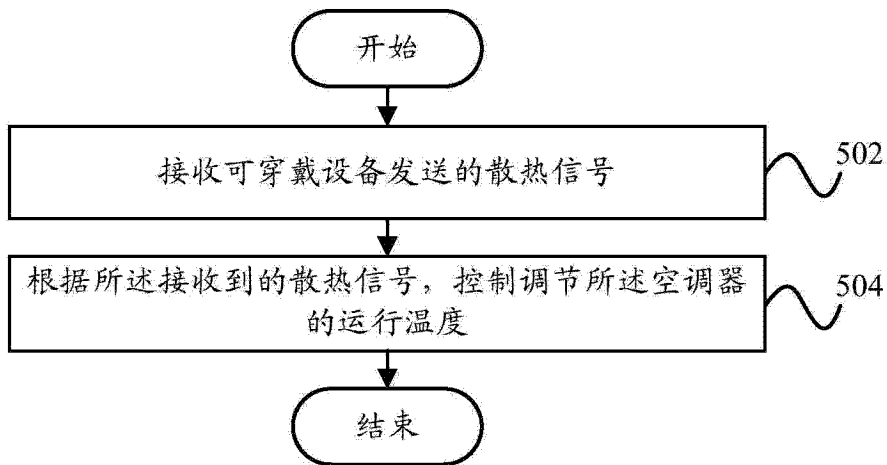 开始
接收可穿戴设备发送的散热信号
502
根据所述接收到的散热信号，控制调节所述空调器
的运行温度
504
结束